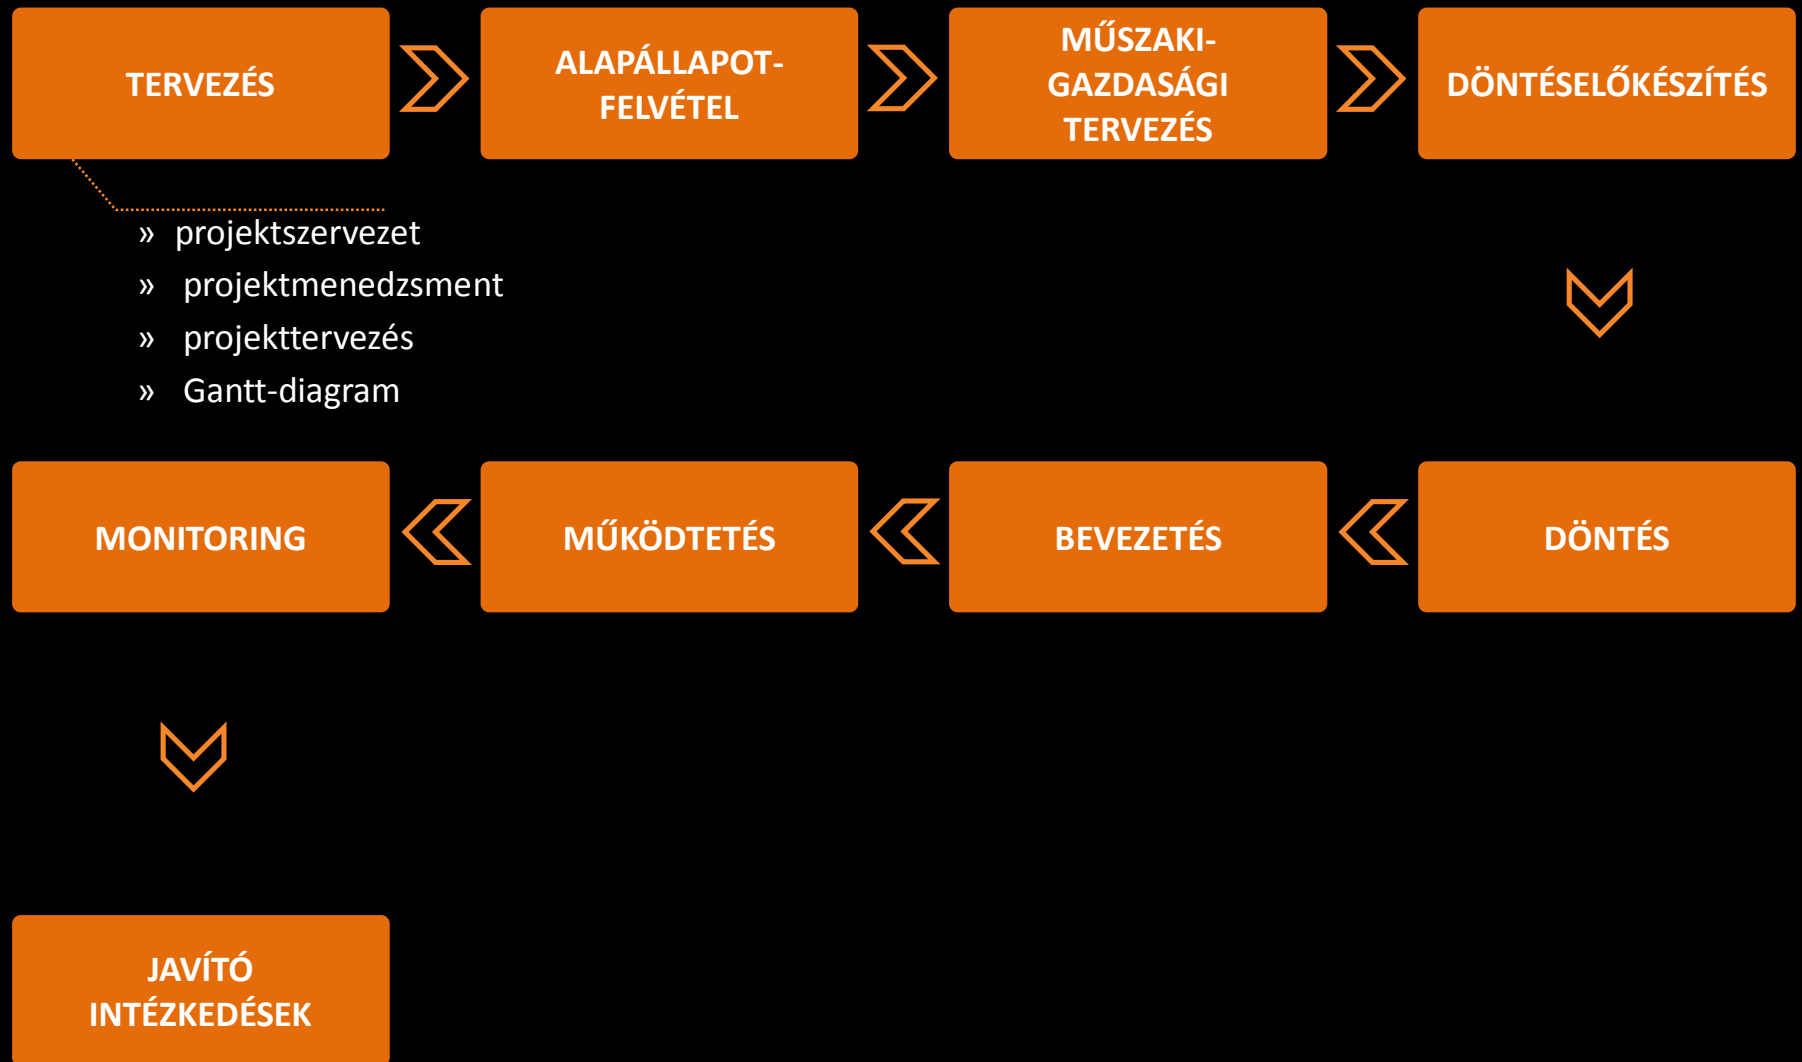 TERVEZÉS
ALAPÁLLAPOT-
FELVÉTEL
MŰSZAKI-
GAZDASÁGI
TERVEZÉS
DÖNTÉSELŐKÉSZÍTÉS
» projektszervezet
» projektmenedzsment
» projekttervezés
» Gantt-diagram
MONITORING
MŰKÖDTETÉS
BEVEZETÉS
DÖNTÉS
JAVÍTÓ
INTÉZKEDÉSEK